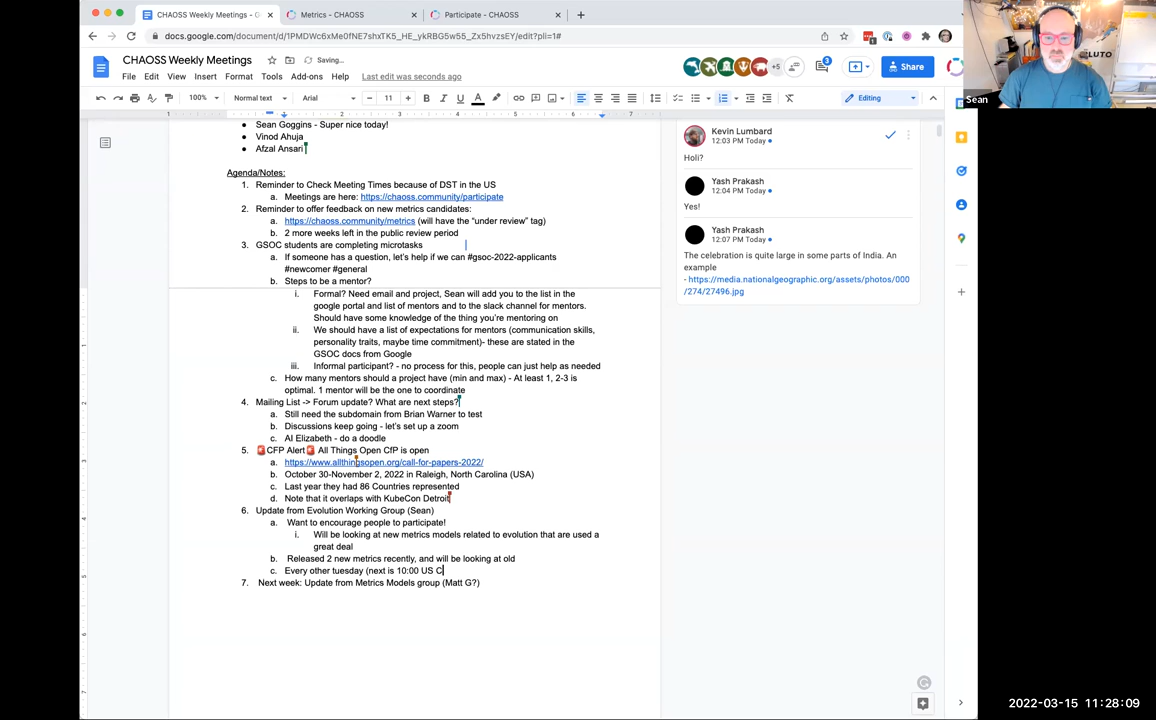 CHAOSS Weekly Meetings - G
Metrics - CHAOSS
Participate - CHAOSS
docs.google.com/document/d/1PMDWc6xMe0fNE7shxTK5_HE_ykRBG5w55_Zx5hvzsEY/edit?pli=1#
CHAOSS Weekly Meetings
Saving...
File Edit View Insert Format Tools Add-ons Help Last edit was seconds ago
+5
3
Share
100% Normal text Arial 11 B I U A Editing
Sean
LUTO
1 1 2 3 4 5 6 7
● Sean Goggins - Super nice today!
● Vinod Ahuja
● Afzal Ansari
Agenda/Notes:
1. Reminder to Check Meeting Times because of DST in the US
a. Meetings are here: https://chaoss.community/participate
2. Reminder to offer feedback on new metrics candidates:
a. https://chaoss.community/metrics (will have the “under review” tag)
b. 2 more weeks left in the public review period
3. GSOC students are completing microtasks
a. If someone has a question, let’s help if we can #gsoc-2022-applicants
#newcomer #general
b. Steps to be a mentor?
i. Formal? Need email and project, Sean will add you to the list in the
google portal and list of mentors and to the slack channel for mentors.
Should have some knowledge of the thing you’re mentoring on
ii. We should have a list of expectations for mentors (communication skills,
personality traits, maybe time commitment)- these are stated in the
GSOC docs from Google
iii. Informal participant? - no process for this, people can just help as needed
c. How many mentors should a project have (min and max) - At least 1, 2-3 is
optimal. 1 mentor will be the one to coordinate
4. Mailing List -> Forum update? What are next steps?
a. Still need the subdomain from Brian Warner to test
b. Discussions keep going - let’s set up a zoom
c. AI Elizabeth - do a doodle
5. 🚨CFP Alert🚨 All Things Open CfP is open
a. https://www.allthingsopen.org/call-for-papers-2022/
b. October 30-November 2, 2022 in Raleigh, North Carolina (USA)
c. Last year they had 86 Countries represented
d. Note that it overlaps with KubeCon Detroit
6. Update from Evolution Working Group (Sean)
a. Want to encourage people to participate!
i. Will be looking at new metrics models related to evolution that are used a
great deal
b. Released 2 new metrics recently, and will be looking at old
c. Every other tuesday (next is 10:00 US C
7. Next week: Update from Metrics Models group (Matt G?)
Kevin Lumbard
12:03 PM Today
Holi?
Yash Prakash
12:04 PM Today
Yes!
Yash Prakash
12:07 PM Today
The celebration is quite large in some parts of India. An
example
- https://media.nationalgeographic.org/assets/photos/000
/274/27496.jpg
2022-03-15 11:28:09